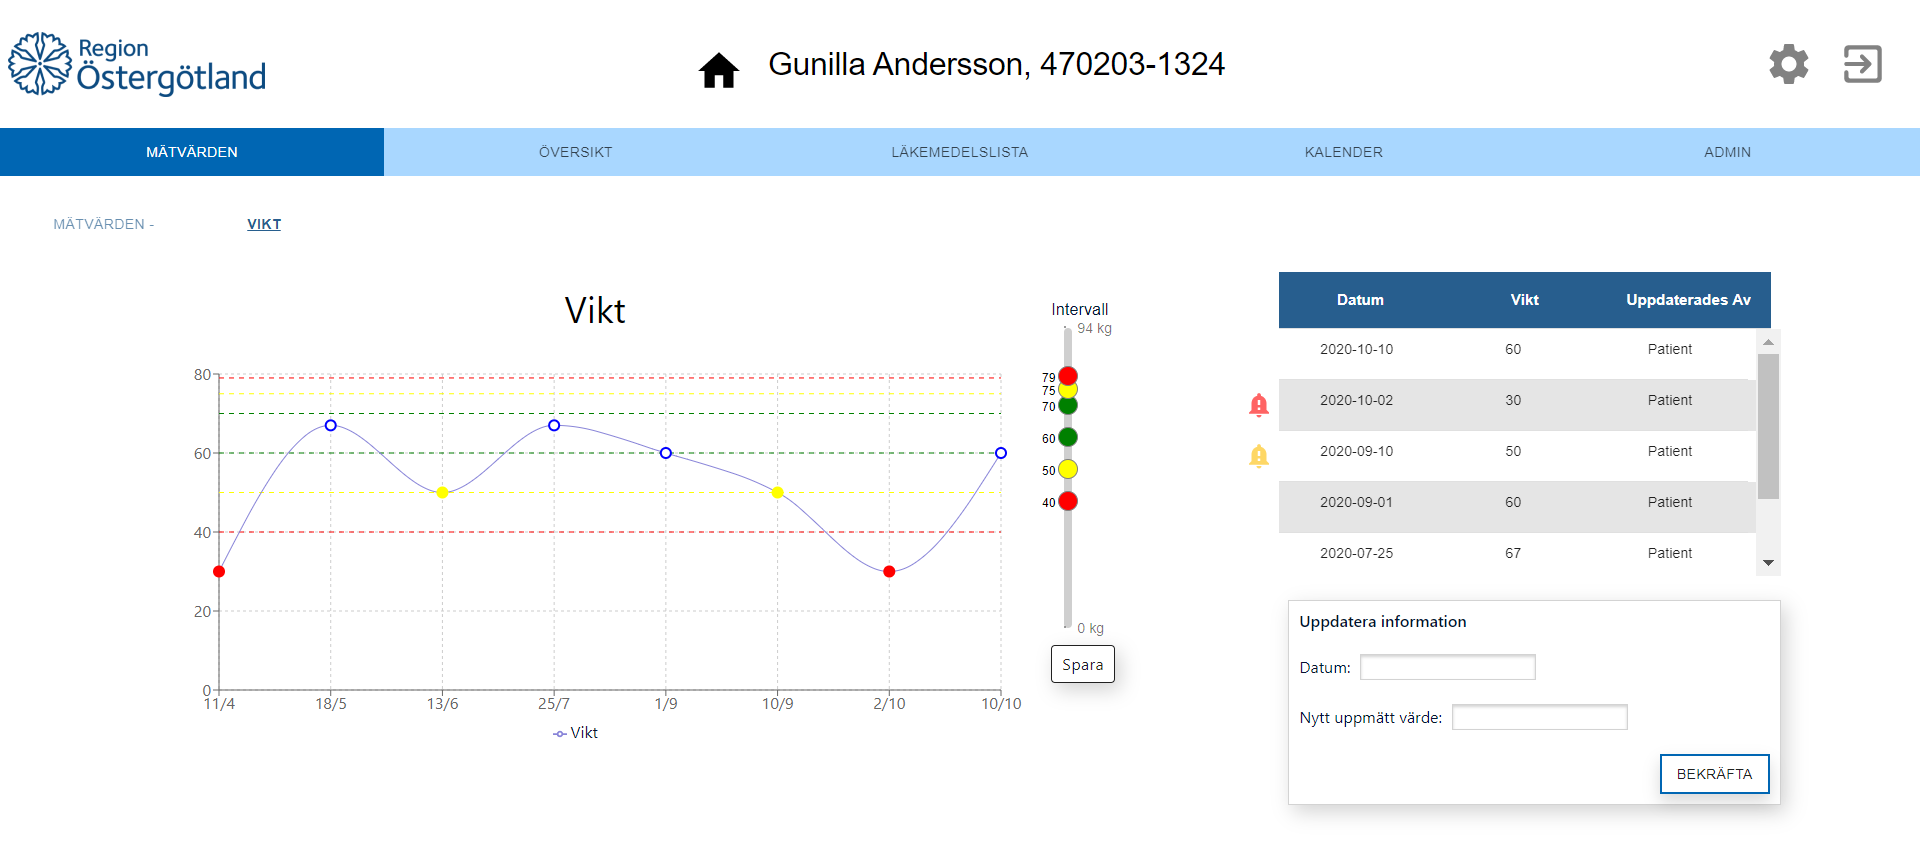 Region
Östergötland
Gunilla Andersson, 470203-1324
MÄTVÄRDEN
ÖVERSIKT
LÄKEMEDELSLISTA
KALENDER
ADMIN
MÄTVÄRDEN -
VIKT
Vikt
80
60
40
20
0
11/4
18/5
13/6
25/7
1/9
10/9
2/10
10/10
Vikt
Intervall
94 kg
79
75
70
60
50
40
0 kg
Spara
Datum Vikt Uppdaterades Av
2020-10-10 60 Patient
2020-10-02 30 Patient
2020-09-10 50 Patient
2020-09-01 60 Patient
2020-07-25 67 Patient
Uppdatera information
Datum:
Nytt uppmätt värde:
BEKRÄFTA